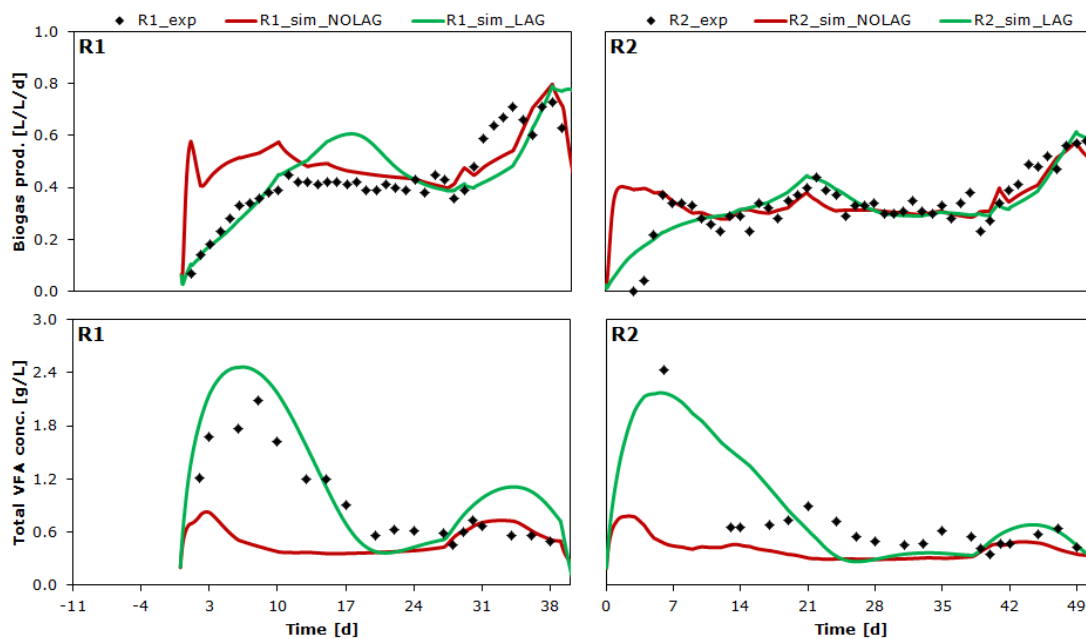 R1_exp R1_sim_NOLAG R1_sim_LAG
R2_exp R2_sim_NOLAG R2_sim_LAG
Biogas prod. [L/L/d]
1.0
0.8
0.6
0.4
0.2
0.0
R1
R2
Total VFA conc. [g/L]
3.0
2.4
1.8
1.2
0.6
0.0
R1
R2
-11 -4 3 10 17 24 31 38
0 7 14 21 28 35 42 49
Time [d]
Time [d]